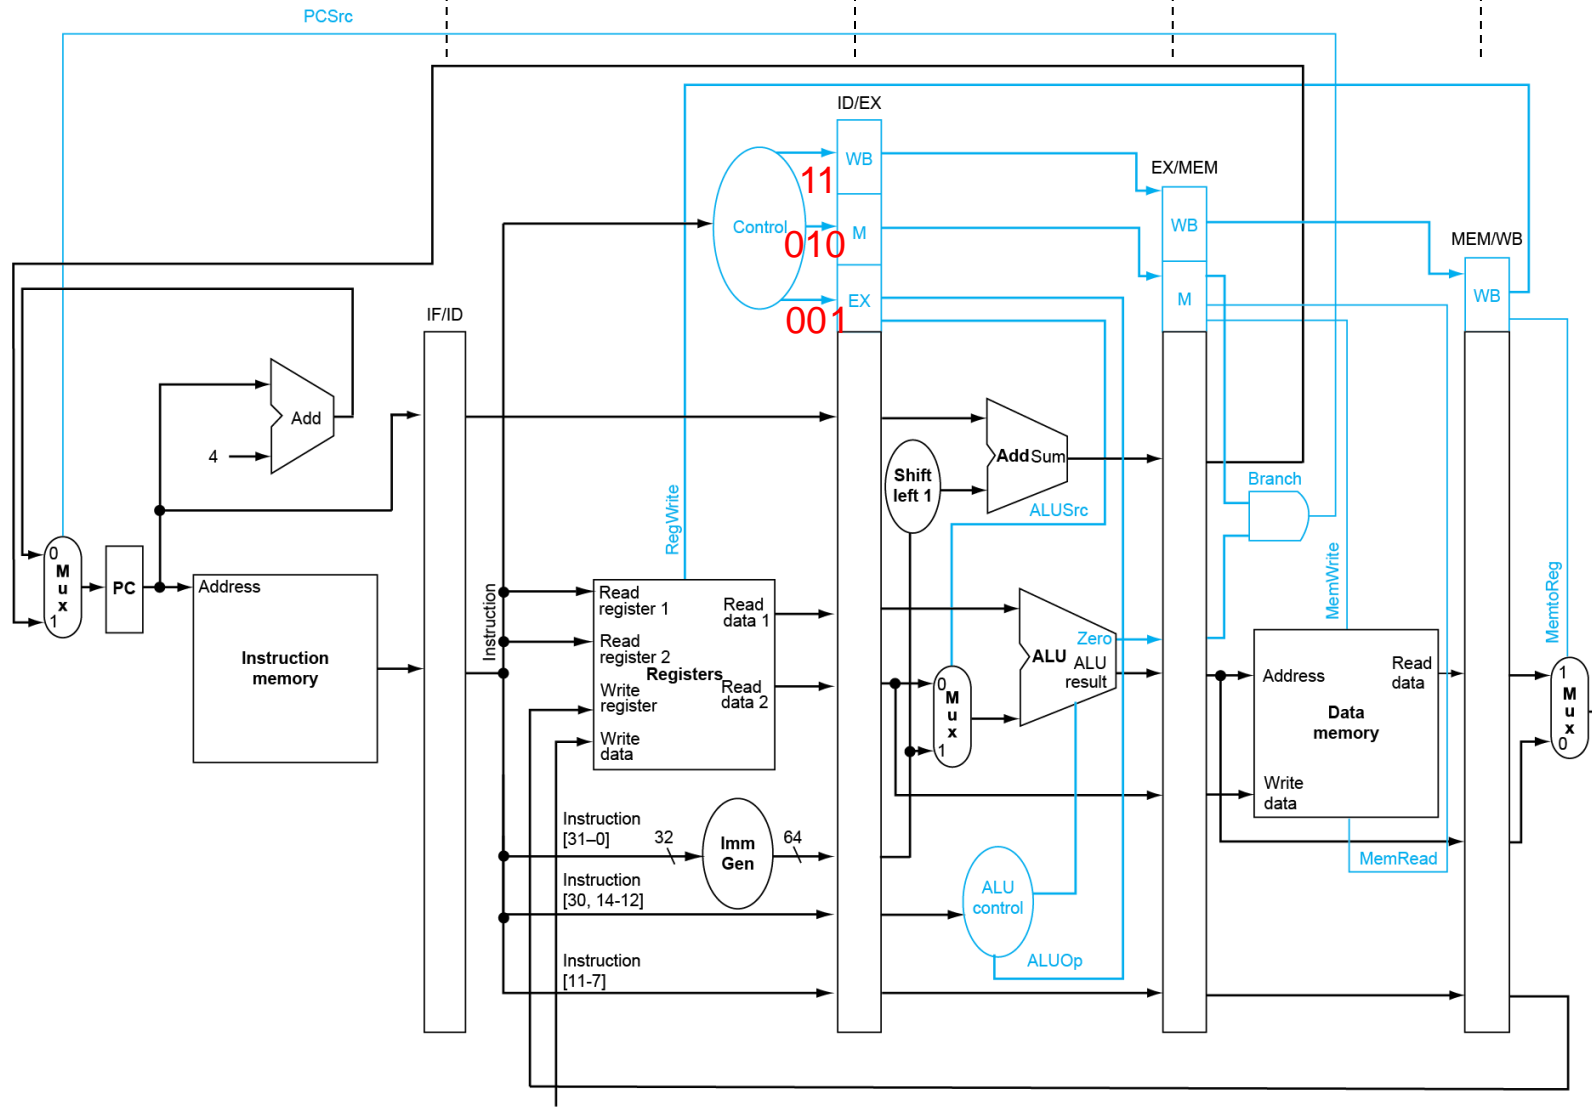 PCSrc
ID/EX
WB
11
Control
M
010
EX
001
EX/MEM
WB
M
MEM/WB
WB
IF/ID
Add
4
Add Sum
Shift
left 1
ALUSrc
Branch
RegWrite
MemWrite
MemtoReg
0
M
u
x
1
PC
Address
Instruction
memory
Instruction
Read
register 1
Read
data 1
Read
register 2
Registers
Read
data 2
Write
register
Write
data
0
M
u
x
1
Zero
ALU
ALU
result
Address
Read
data
Data
memory
Write
data
1
M
u
x
0
MemRead
Instruction
[31–0]
32
Imm
Gen
64
Instruction
[30, 14-12]
ALU
control
ALUOp
Instruction
[11-7]